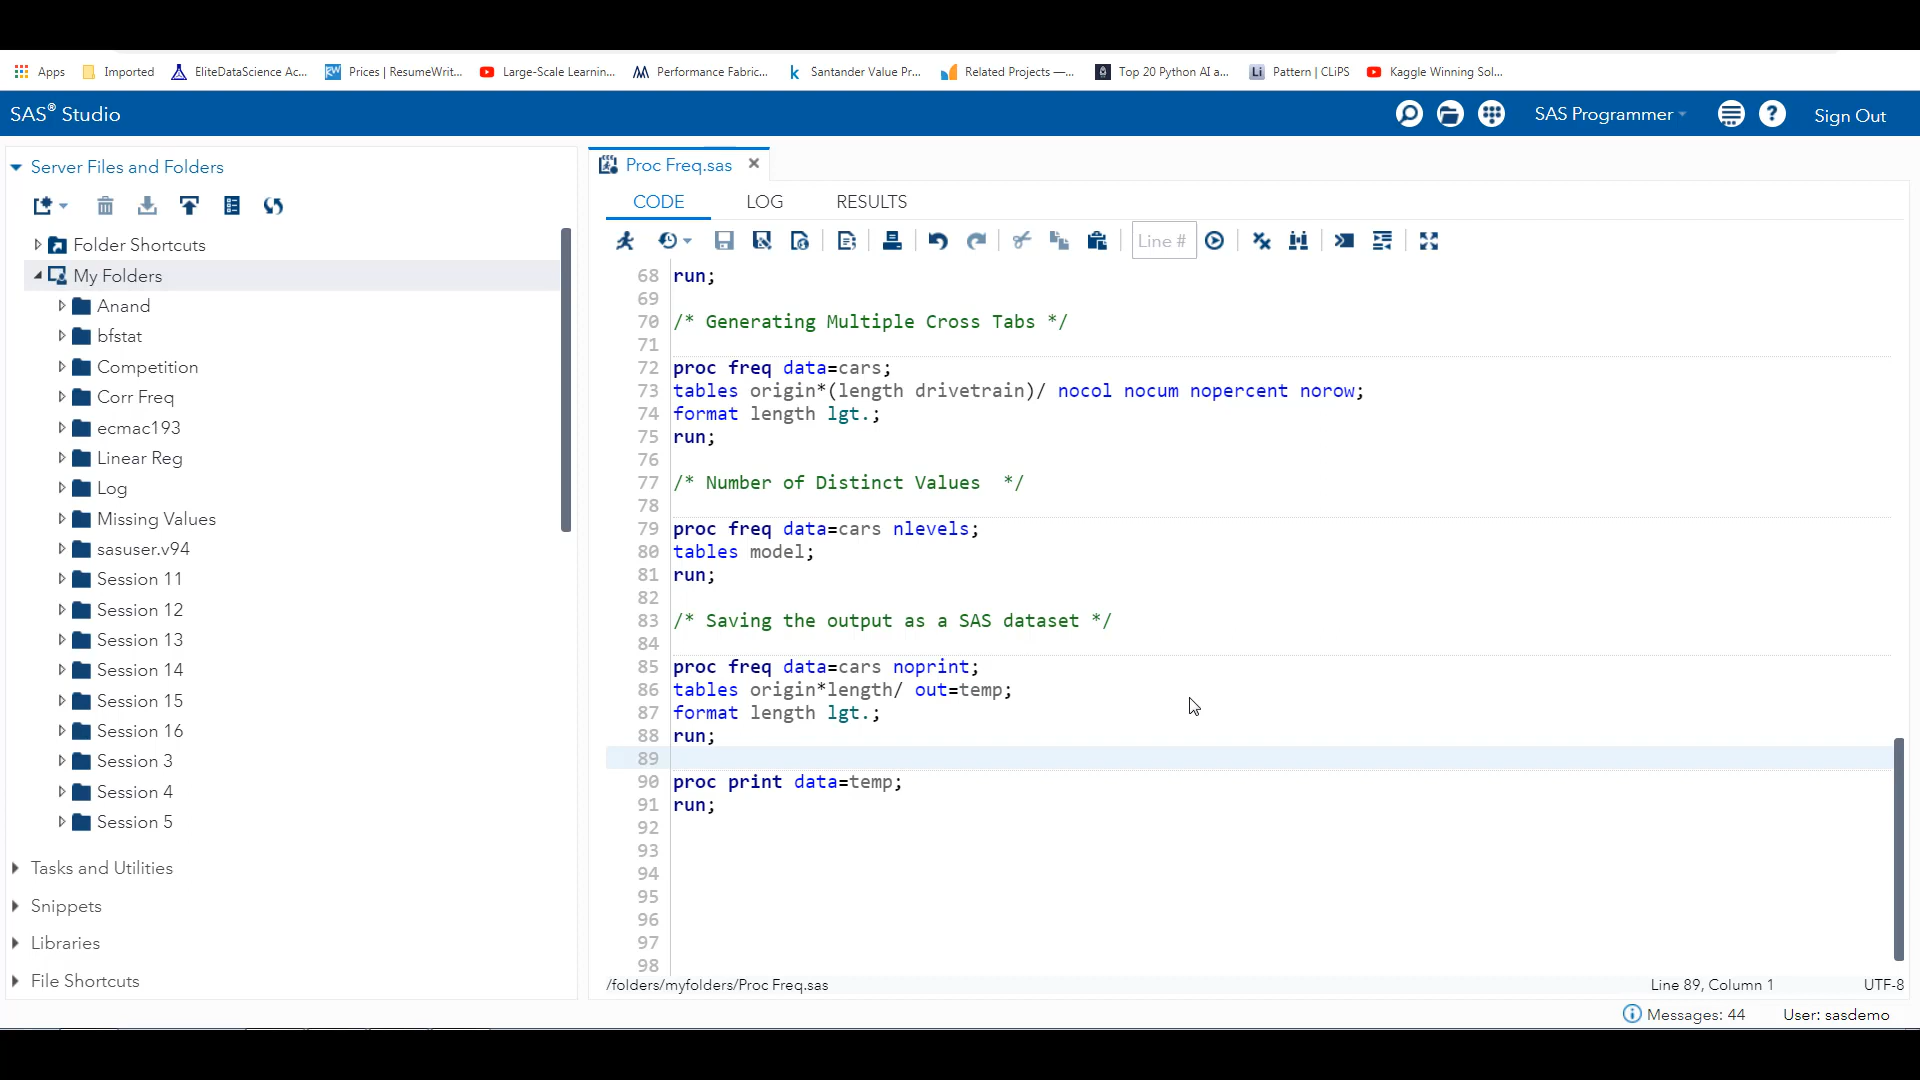 Apps
Imported
EliteDataScience Ac...
Prices | ResumeWrit...
Large-Scale Learnin...
Performance Fabric...
Santander Value Pr...
Related Projects —...
Top 20 Python AI a...
Pattern | CLiPS
Kaggle Winning Sol...
SAS® Studio
SAS Programmer
Sign Out
Server Files and Folders
Folder Shortcuts
My Folders
Anand
bfstat
Competition
Corr Freq
ecmac193
Linear Reg
Log
Missing Values
sasuser.v94
Session 11
Session 12
Session 13
Session 14
Session 15
Session 16
Session 3
Session 4
Session 5
Tasks and Utilities
Snippets
Libraries
File Shortcuts
Proc Freq.sas
CODE LOG RESULTS
Line #
68 run;
69
70 /* Generating Multiple Cross Tabs */
71
72 proc freq data=cars;
73 tables origin*(length drivetrain)/ nocol nocum nopercent norow;
74 format length lgt.;
75 run;
76
77 /* Number of Distinct Values  */
78
79 proc freq data=cars nlevels;
80 tables model;
81 run;
82
83 /* Saving the output as a SAS dataset */
84
85 proc freq data=cars noprint;
86 tables origin*length/ out=temp;
87 format length lgt.;
88 run;
89
90 proc print data=temp;
91 run;
92
93
94
95
96
97
98
/folders/myfolders/Proc Freq.sas
Line 89, Column 1
UTF-8
Messages: 44
User: sasdemo